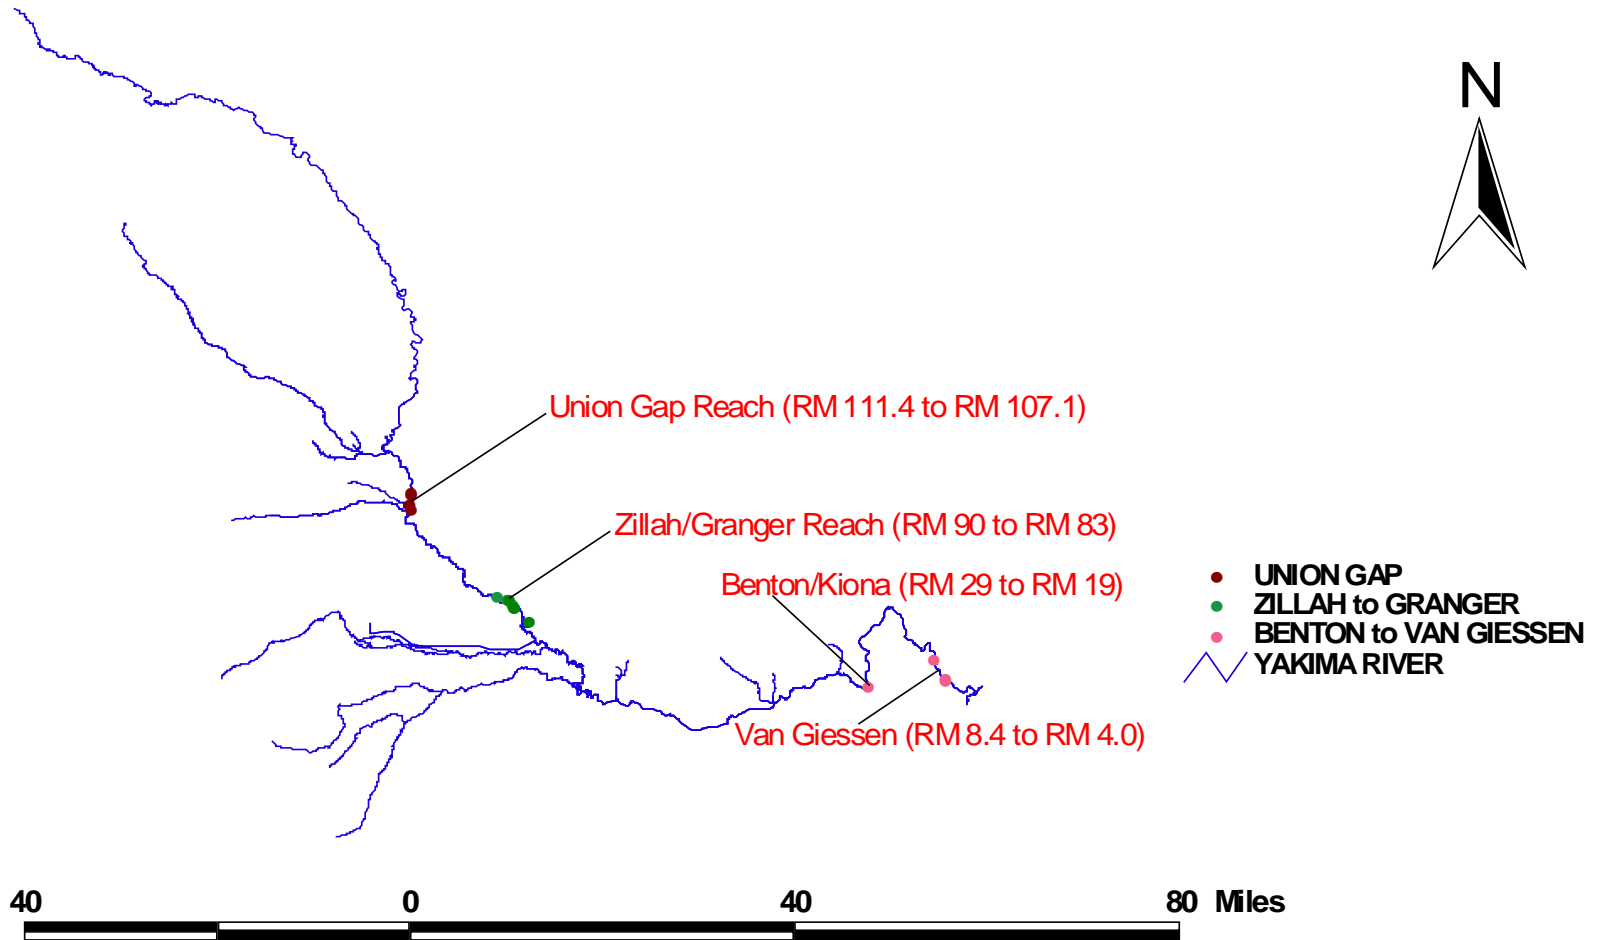 N
Union Gap Reach (RM 111.4 to RM 107.1)
Zillah/Granger Reach (RM 90 to RM 83)
Benton/Kiona (RM 29 to RM 19)
Van Giessen (RM 8.4 to RM 4.0)
UNION GAP
ZILLAH to GRANGER
BENTON to VAN GIESSEN
YAKIMA RIVER
40 0 40 80 Miles